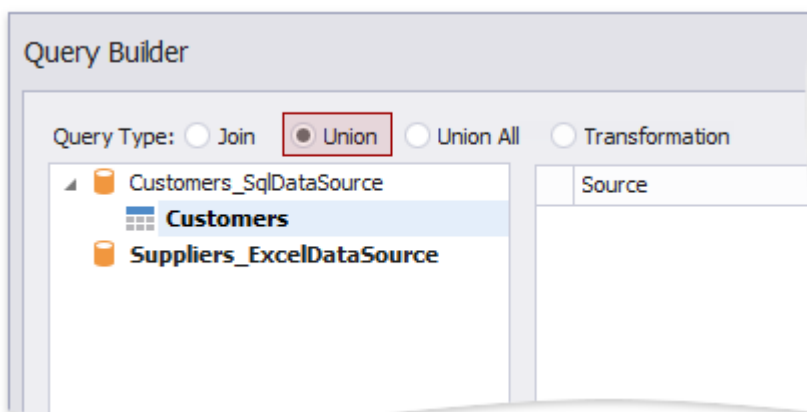 Query Builder
Query Type: Join Union Union All Transformation
Customers_SqlDataSource
Source
Customers
Suppliers_ExcelDataSource